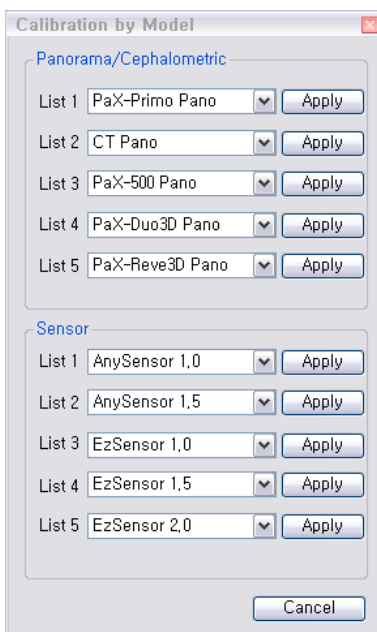 Calibration by Model
Panorama/Cephalometric
List 1 PaX-Primo Pano Apply
List 2 CT Pano Apply
List 3 PaX-500 Pano Apply
List 4 PaX-Duo3D Pano Apply
List 5 PaX-Reve3D Pano Apply
Sensor
List 1 AnySensor 1.0 Apply
List 2 AnySensor 1.5 Apply
List 3 EzSensor 1.0 Apply
List 4 EzSensor 1.5 Apply
List 5 EzSensor 2.0 Apply
Cancel